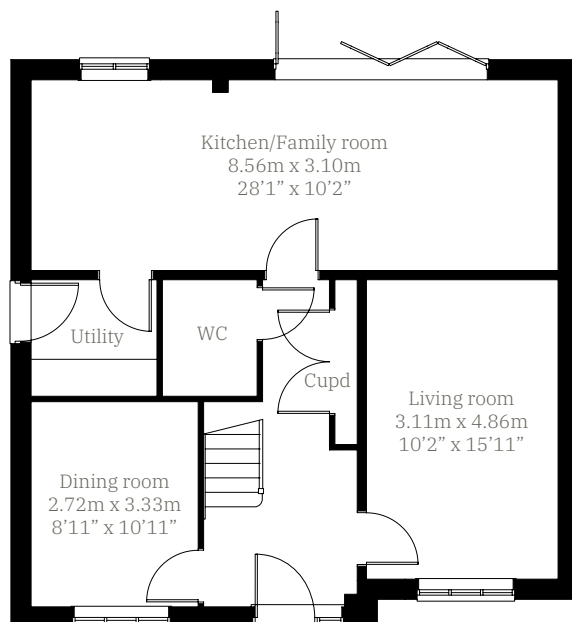 Kitchen/Family room
8.56m x 3.10m
28’1” x 10’2”
Utility
WC
Cupd
Living room
3.11m x 4.86m
10’2” x 15’11”
Dining room
2.72m x 3.33m
8’11” x 10’11”